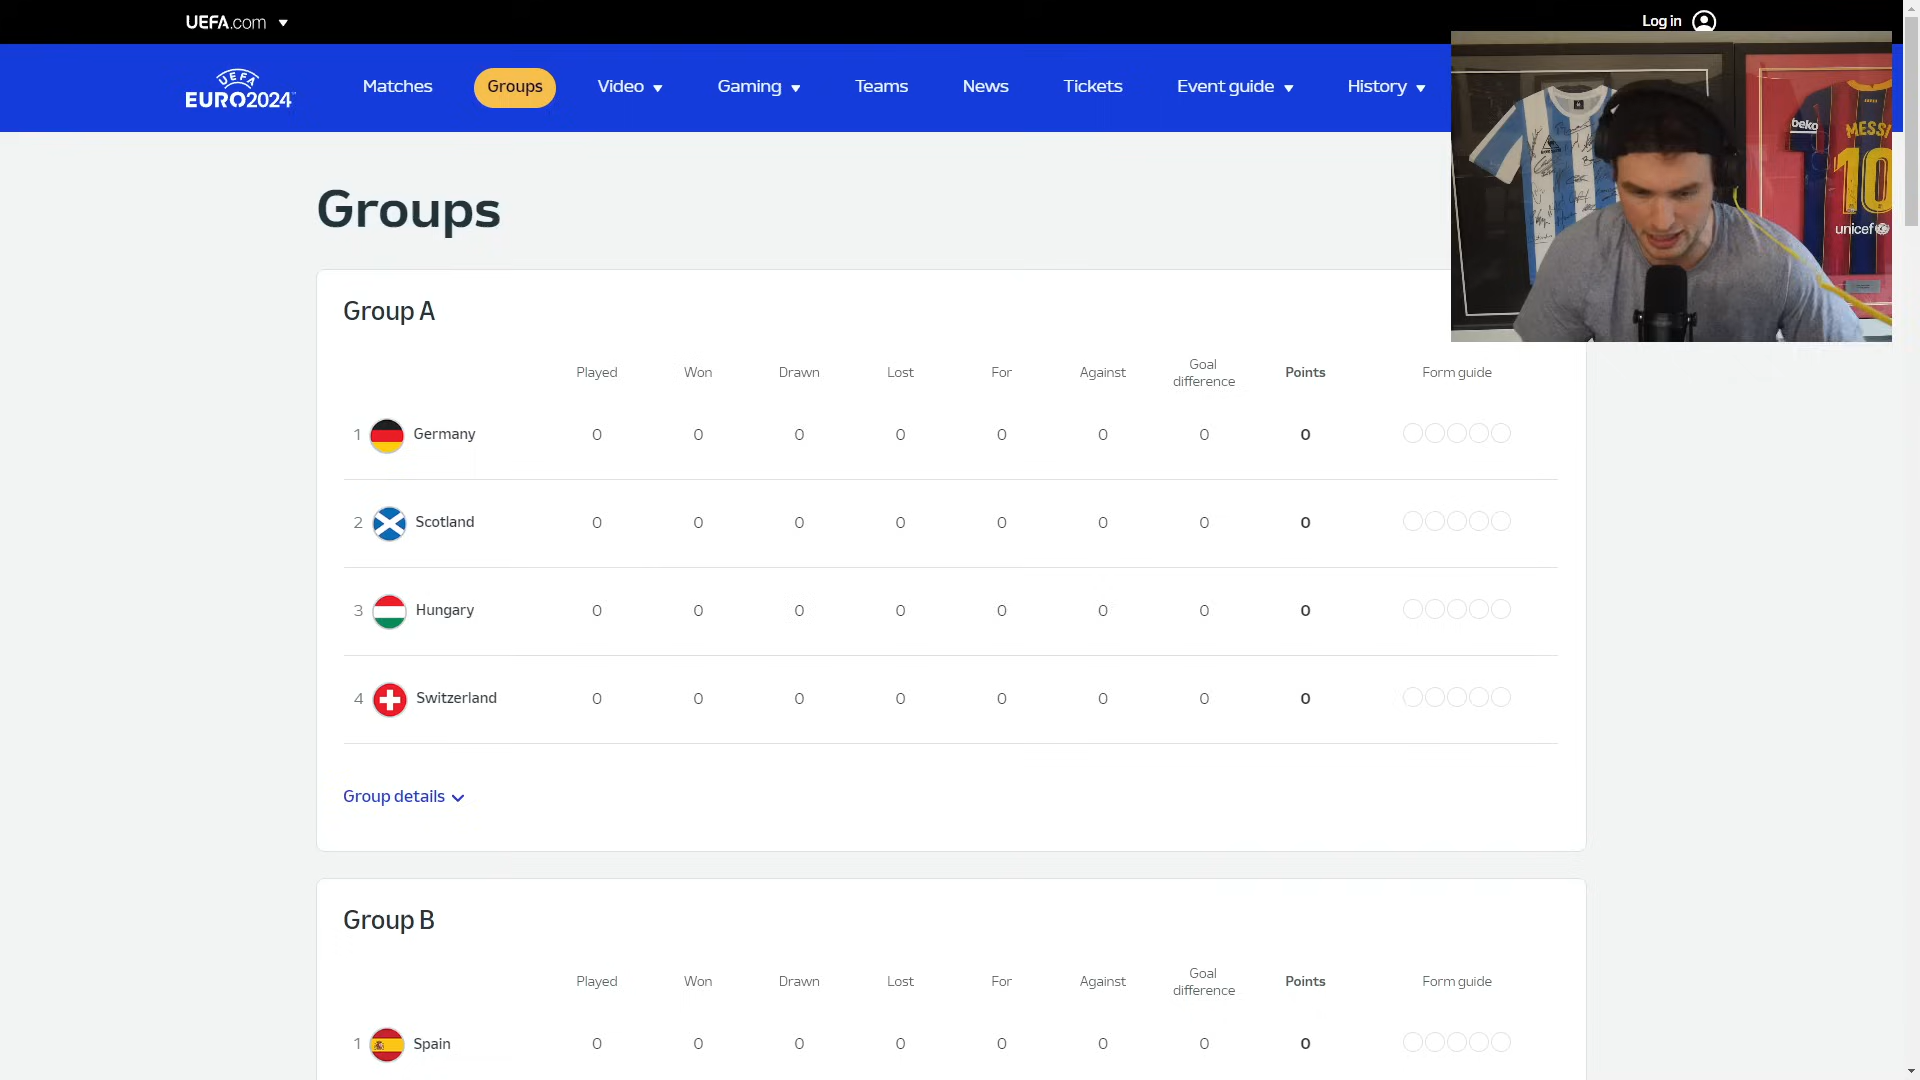 UEFA.com
Log in
UEFA
EURO2024
Matches
Groups
Video
Gaming
Teams
News
Tickets
Event guide
History
beko
MESSI
10
unicef
Groups
Group A
Played Won Drawn Lost For Against Goal difference Points Form guide
1 Germany 0 0 0 0 0 0 0 0
2 Scotland 0 0 0 0 0 0 0 0
3 Hungary 0 0 0 0 0 0 0 0
4 Switzerland 0 0 0 0 0 0 0 0
Group details
Group B
Played Won Drawn Lost For Against Goal difference Points Form guide
1 Spain 0 0 0 0 0 0 0 0